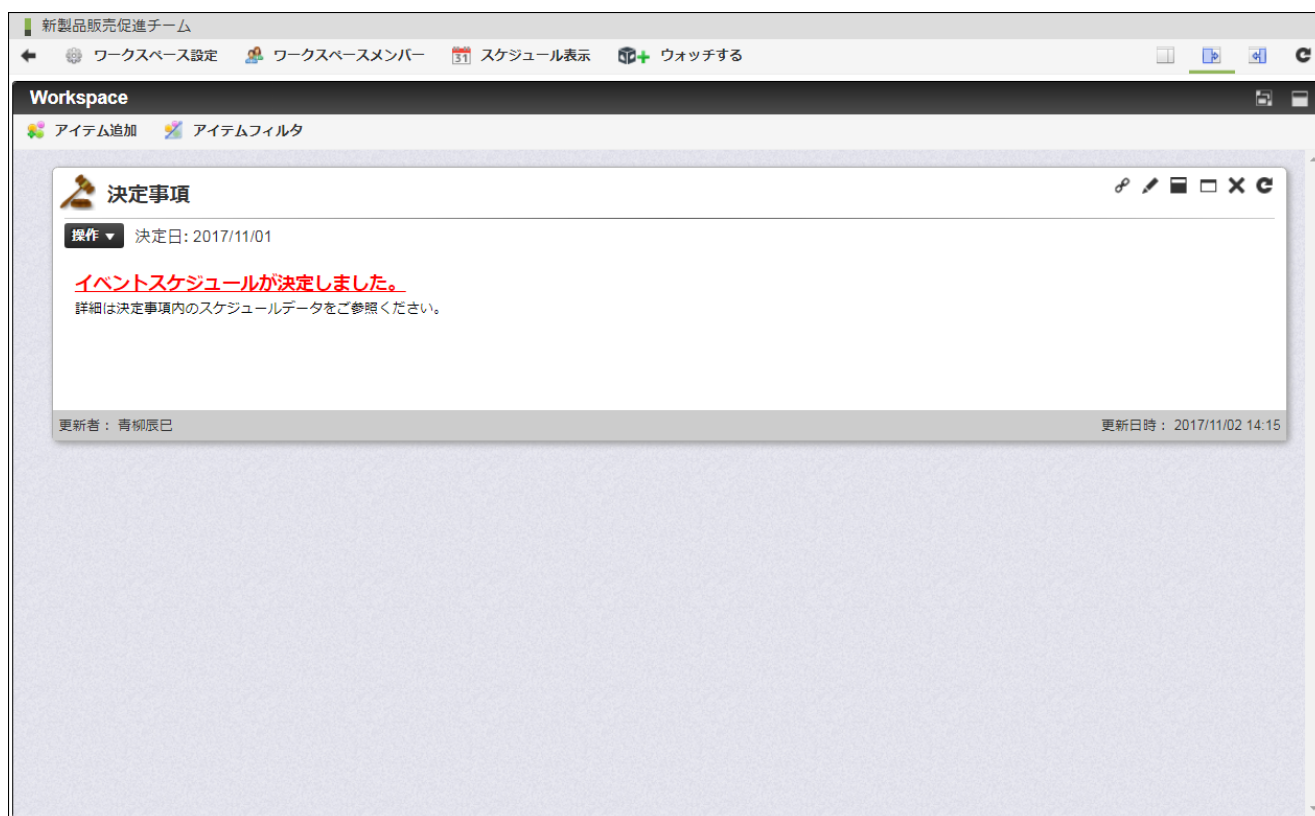 新製品販売促進チーム
ワークスペース設定 ワークスペースメンバー 31 スケジュール表示 ウォッチする
Workspace
アイテム追加 アイテムフィルタ
決定事項
操作 ▼ 決定日: 2017/11/01
イベントスケジュールが決定しました。
詳細は決定事項内のスケジュールデータをご参照ください。
更新者： 青柳辰巳 更新日時： 2017/11/02 14:15